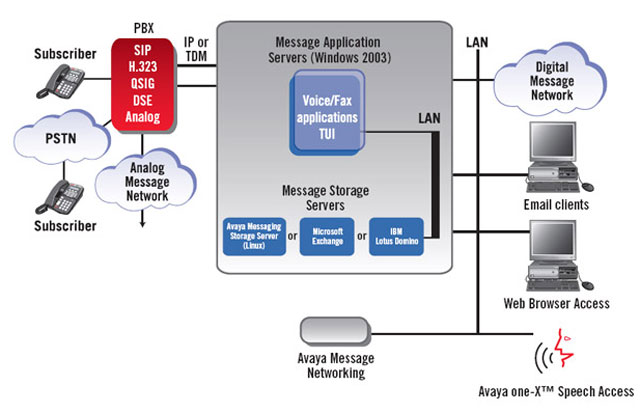 PBX
Subscriber
SIP
H.323
QSIG
DSE
Analog
IP or
TDM
PSTN
Subscriber
Analog
Message
Network
Message Application
Servers (Windows 2003)
Voice/Fax
applications
TUI
LAN
Message Storage
Servers
Avaya Messaging
Storage Server
(Linux)
or
Microsoft
Exchange
or
IBM
Lotus Domino
LAN
Digital
Message
Network
Email clients
Web Browser Access
Avaya Message
Networking
Avaya one-X™ Speech Access